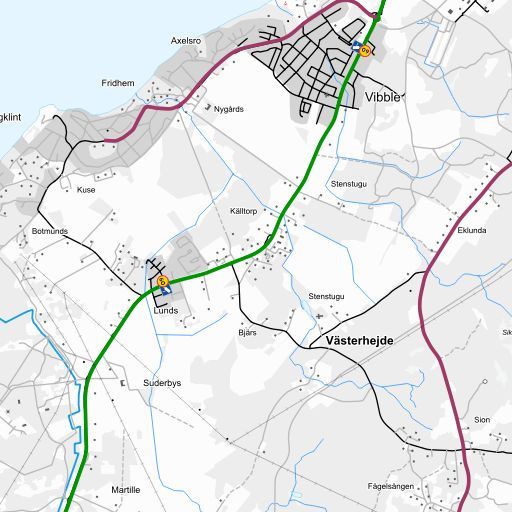 Axelsro
Fridhem
Vibble
Nygårds
gklint
Kuse
Stenstugu
Källtorp
Botmunds
Eklunda
Stenstugu
Lunds
Bjärs
Västerhejde
Sk
Suderbys
Sion
Martille
Fågelsången